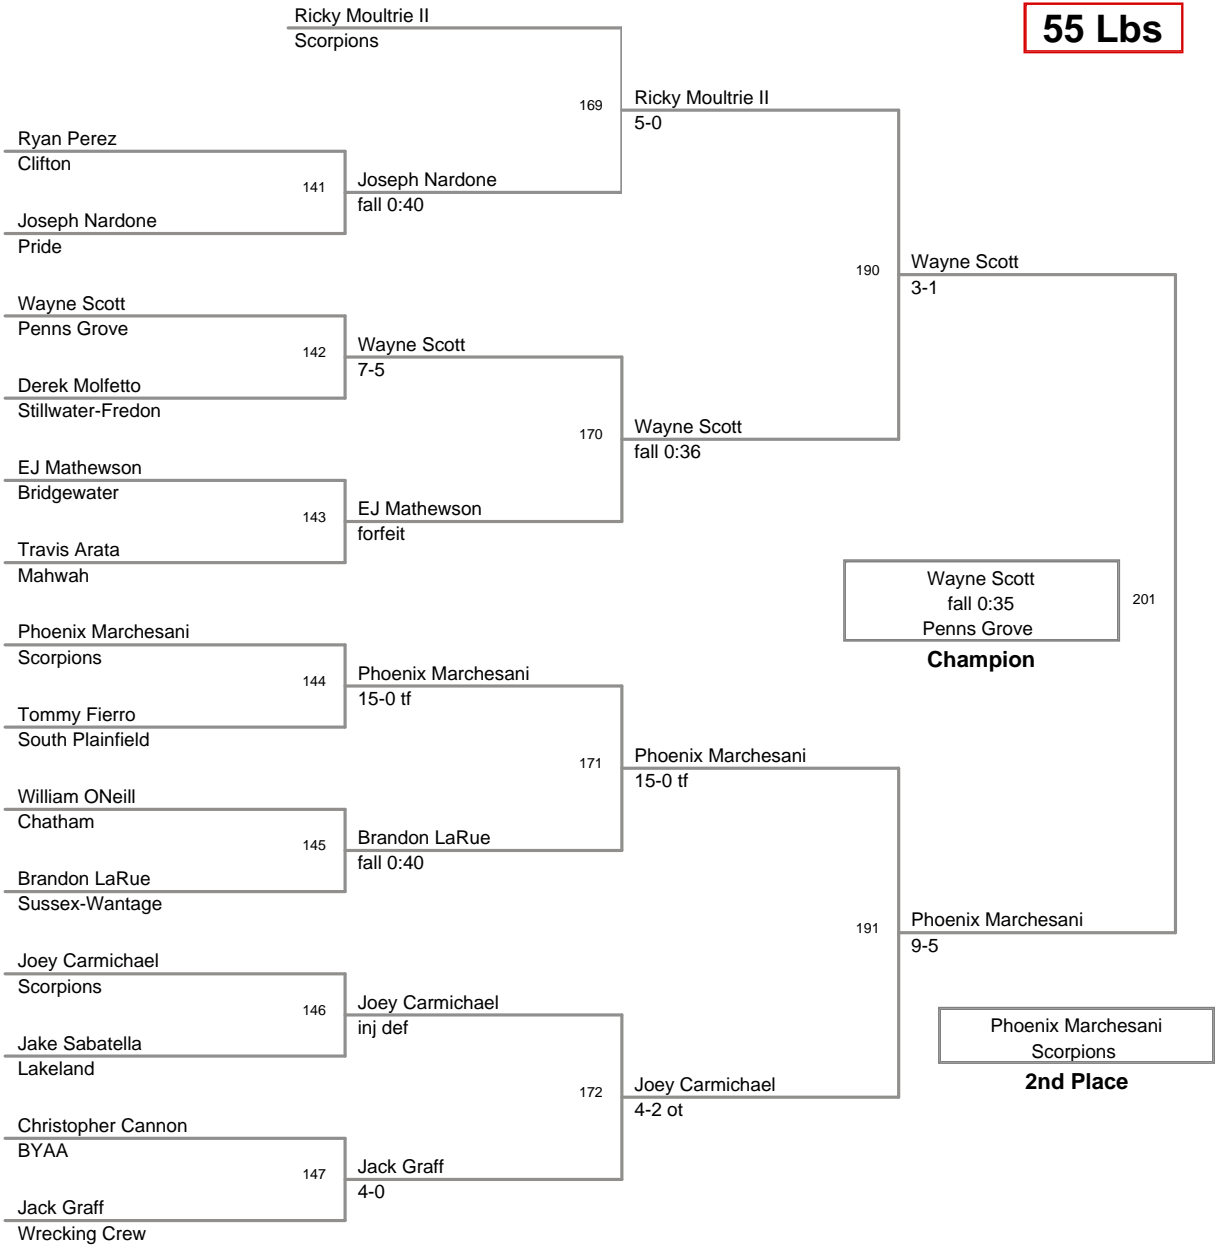 Ricky Moultrie II
Scorpions
55 Lbs
169
Ricky Moultrie II
5-0
Ryan Perez
Clifton
141
Joseph Nardone
fall 0:40
Joseph Nardone
Pride
190
Wayne Scott
3-1
Wayne Scott
Penns Grove
142
Wayne Scott
7-5
Derek Molfetto
Stillwater-Fredon
170
Wayne Scott
fall 0:36
EJ Mathewson
Bridgewater
143
EJ Mathewson
forfeit
Travis Arata
Mahwah
Wayne Scott
fall 0:35
Penns Grove
Champion
201
Phoenix Marchesani
Scorpions
144
Phoenix Marchesani
15-0 tf
Tommy Fierro
South Plainfield
171
Phoenix Marchesani
15-0 tf
William ONeill
Chatham
145
Brandon LaRue
fall 0:40
Brandon LaRue
Sussex-Wantage
191
Phoenix Marchesani
9-5
Joey Carmichael
Scorpions
146
Joey Carmichael
inj def
Jake Sabatella
Lakeland
Phoenix Marchesani
Scorpions
2nd Place
172
Joey Carmichael
4-2 ot
Christopher Cannon
BYAA
147
Jack Graff
4-0
Jack Graff
Wrecking Crew